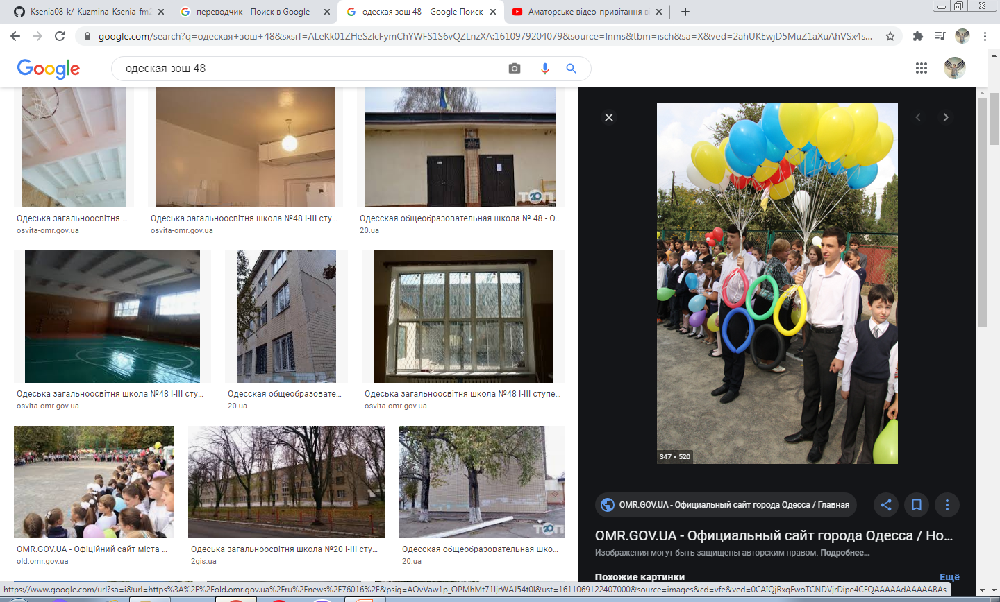 Ksenia08-k/-Kuzmina-Ksenia-fm2
переводчик - Поиск в Google
одеская зош 48 – Google Поиск
Аматорське відео-привітання в
google.com/search?q=одеская+зош+48&sxsrf=ALeKk01ZHeSzlcFymChYWFS1S6vQZLnzXA:1610979204079&source=lnms&tbm=isch&sa=X&ved=2ahUKEwjD5MuZ1aXuAhVSx4s...
Google
одеская зош 48
Одеська загальноосвітня ...
osvita-omr.gov.ua
Одеська загальноосвітня школа №48 I-III сту...
osvita-omr.gov.ua
Одесская общеобразовательная школа № 48 - О...
20.ua
Одеська загальноосвітня школа №48 I-III сту...
osvita-omr.gov.ua
Одесская общеобразовате...
20.ua
Одеська загальноосвітня школа №48 I-III ступе...
osvita-omr.gov.ua
OMR.GOV.UA - Офіційний сайт міста ...
old.omr.gov.ua
Одеська загальноосвітня школа №20 I-III сту...
2gis.ua
Одесская общеобразовательная шко...
20.ua
ТОП
20
ТОП
20
347 × 520
OMR.GOV.UA - Официальный сайт города Одесса / Главная
OMR.GOV.UA - Официальный сайт города Одесса / Но...
Изображения могут быть защищены авторским правом. Подробнее...
Похожие картинки
Ещё
https://www.google.com/url?sa=i&url=https%3A%2F%2Fold.omr.gov.ua%2Fru%2Fnews%2F76016%2F&psig=AOvVaw1p_OPMhMt71IjrWAJ54t0I&ust=1611069122407000&source=images&cd=vfe&ved=0CAIQjRxqFwoTCNDVjrDipe4CFQAAAAAdAAAAABAs